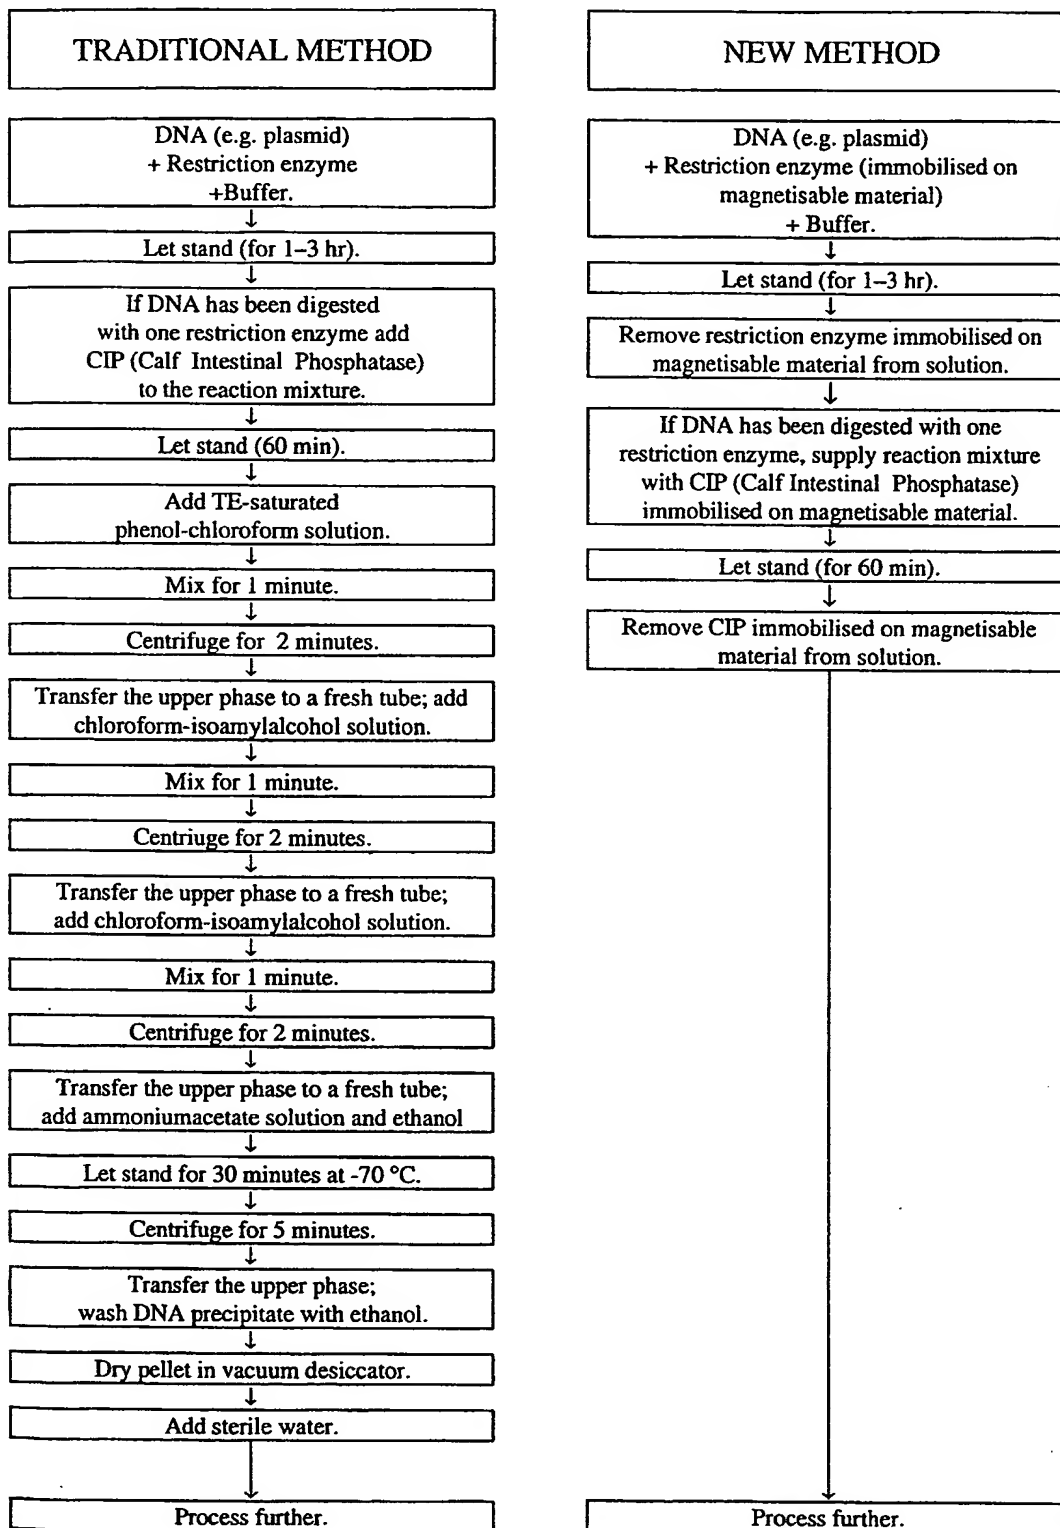 TRADITIONAL METHOD
DNA (e.g. plasmid)
+ Restriction enzyme
+Buffer.
Let stand (for 1–3 hr).
If DNA has been digested
with one restriction enzyme add
CIP (Calf Intestinal Phosphatase)
to the reaction mixture.
Let stand (60 min).
Add TE-saturated
phenol-chloroform solution.
Mix for 1 minute.
Centrifuge for 2 minutes.
Transfer the upper phase to a fresh tube; add
chloroform-isoamylalcohol solution.
Mix for 1 minute.
Centriuge for 2 minutes.
Transfer the upper phase to a fresh tube;
add chloroform-isoamylalcohol solution.
Mix for 1 minute.
Centrifuge for 2 minutes.
Transfer the upper phase to a fresh tube;
add ammoniumacetate solution and ethanol
Let stand for 30 minutes at -70 °C.
Centrifuge for 5 minutes.
Transfer the upper phase;
wash DNA precipitate with ethanol.
Dry pellet in vacuum desiccator.
Add sterile water.
Process further.
NEW METHOD
DNA (e.g. plasmid)
+ Restriction enzyme (immobilised on
magnetisable material)
+ Buffer.
Let stand (for 1–3 hr).
Remove restriction enzyme immobilised on
magnetisable material from solution.
If DNA has been digested with one
restriction enzyme, supply reaction mixture
with CIP (Calf Intestinal Phosphatase)
immobilised on magnetisable material.
Let stand (for 60 min).
Remove CIP immobilised on magnetisable
material from solution.
Process further.